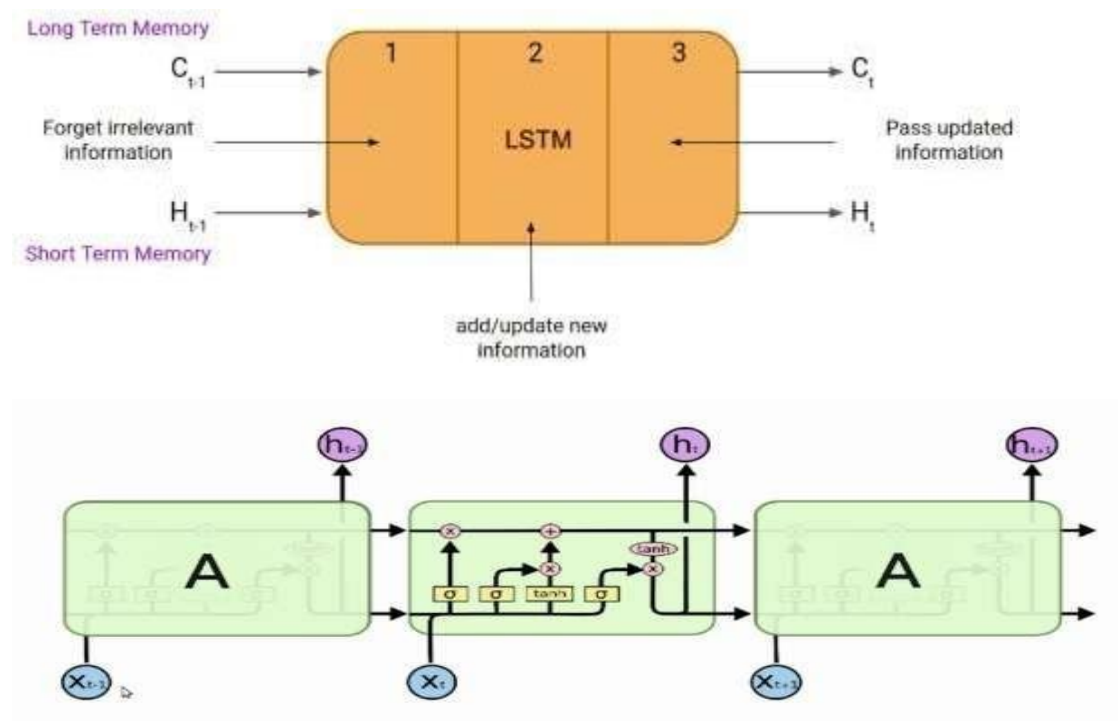 Long Term Memory
1 2 3
C t-1
C t
Forget irrelevant
information
LSTM
Pass updated
information
H t-1
H t
Short Term Memory
add/update new
information
h t-1
h t
h t+1
A
x +
tanh
x x
σ σ tanh σ
A
X t-1
X t
X t+1